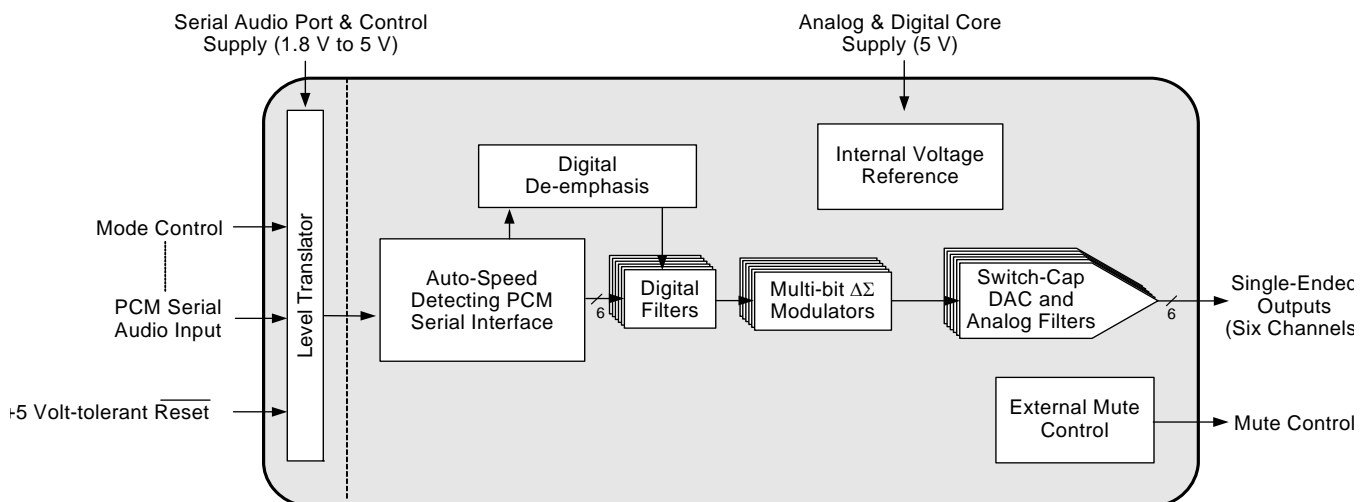 Serial Audio Port & Control
Supply (1.8 V to 5 V)
Analog & Digital Core
Supply (5 V)
Internal Voltage
Reference
Digital
De-emphasis
Mode Control
Level Translator
Auto-Speed
Detecting PCM
Serial Interface
6
Digital
Filters
Multi-bit ΔΣ
Modulators
Switch-Cap
DAC and
Analog Filters
6
Single-Ended
Outputs
(Six Channels
PCM Serial
Audio Input
+5 Volt-tolerant Reset
External Mute
Control
Mute Control